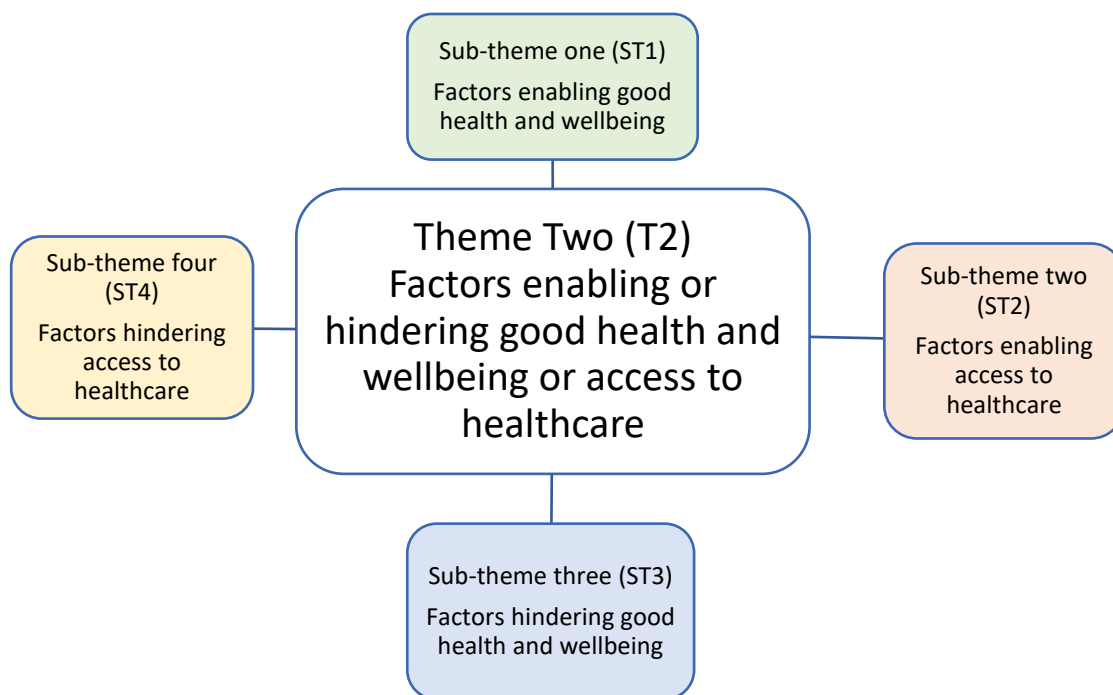 Sub-theme one (ST1)
Factors enabling good
health and wellbeing
Theme Two (T2)
Factors enabling or
hindering good health and
wellbeing or access to
healthcare
Sub-theme four
(ST4)
Factors hindering
access to
healthcare
Sub-theme two
(ST2)
Factors enabling
access to
healthcare
Sub-theme three (ST3)
Factors hindering good
health and wellbeing